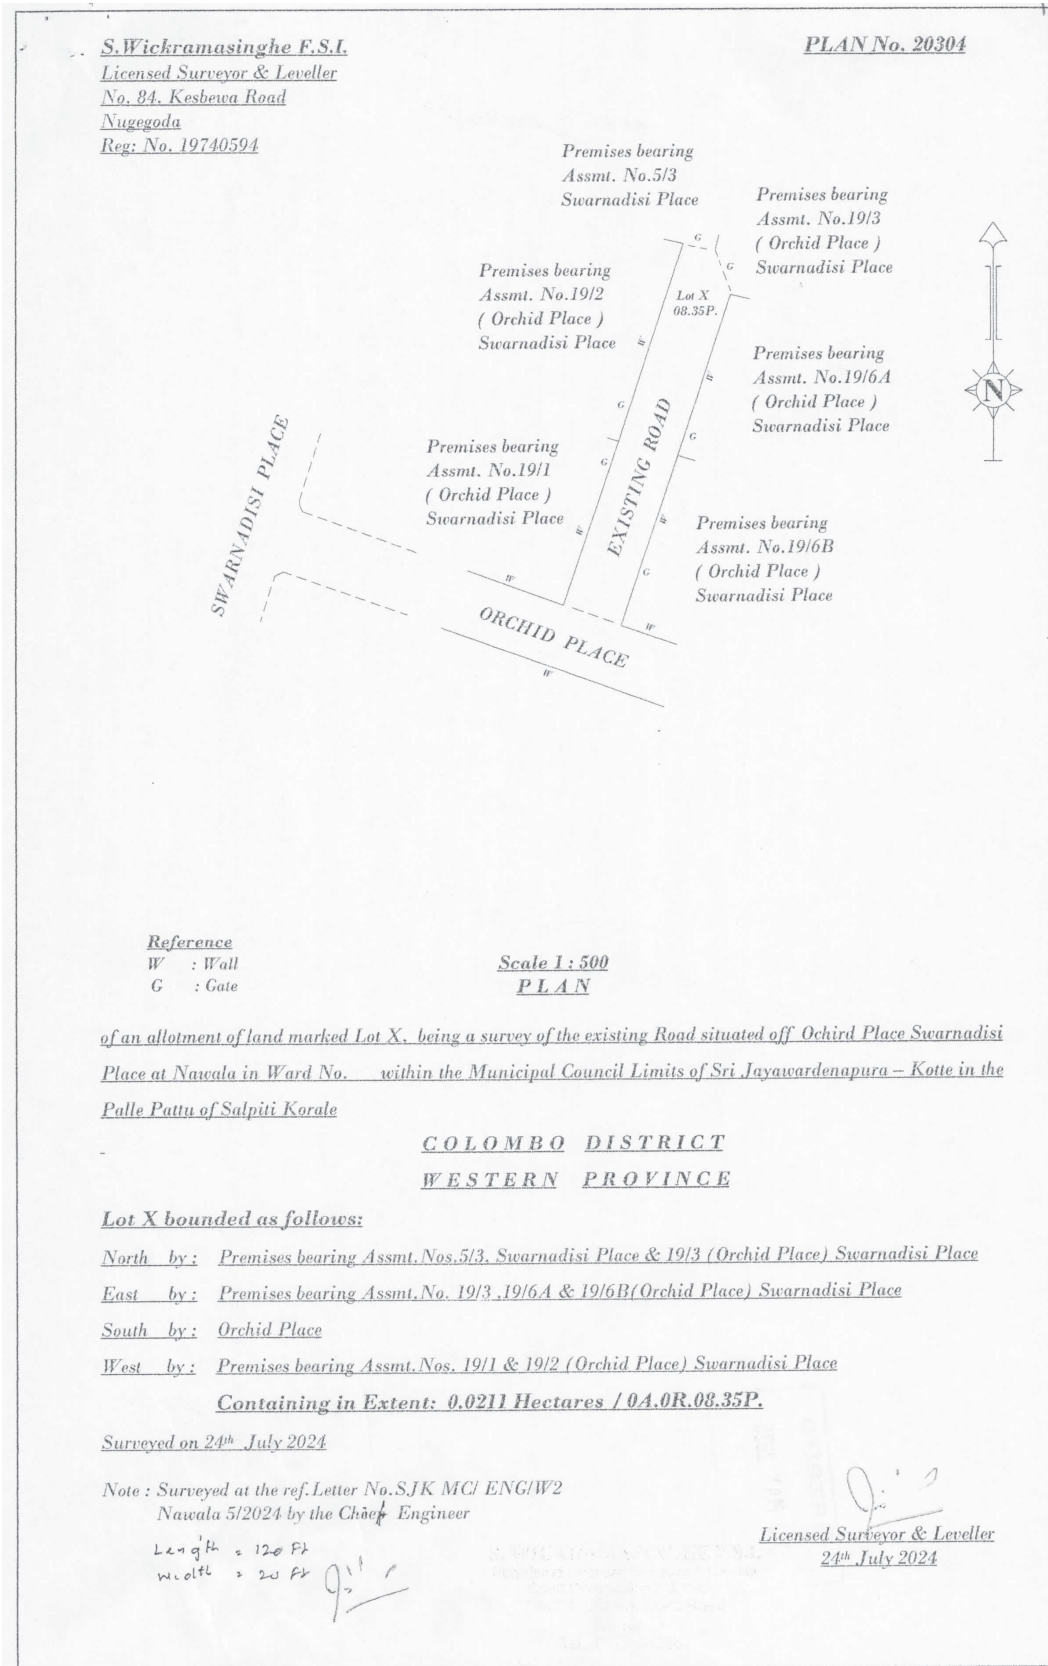 S.Wickramasinghe F.S.I.
Licensed Surveyor & Leveller
No. 84. Kesbewa Road
Nugegoda
Reg: No. 19740594
PLAN No. 20304
Premises bearing
Assmt. No.5/3
Swarnadisi Place
Premises bearing
Assmt. No.19/3
( Orchid Place )
Swarnadisi Place
Premises bearing
Assmt. No.19/2
( Orchid Place )
Swarnadisi Place
G
G
Lot X
08.35P.
W
W
Premises bearing
Assmt. No.19/6A
( Orchid Place )
Swarnadisi Place
N
G
G
G
Premises bearing
Assmt. No.19/1
( Orchid Place )
Swarnadisi Place
SWARNADISI PLACE
EXISTING ROAD
W
W
G
Premises bearing
Assmt. No.19/6B
( Orchid Place )
Swarnadisi Place
W
ORCHID PLACE
W
W
Reference
W : Wall
G : Gate
Scale 1 : 500
PLAN
of an allotment of land marked Lot X, being a survey of the existing Road situated off Ochird Place Swarnadisi
Place at Nawala in Ward No. within the Municipal Council Limits of Sri Jayawardenapura – Kotte in the
Palle Pattu of Salpiti Korale
COLOMBO DISTRICT
WESTERN PROVINCE
Lot X bounded as follows:
North by : Premises bearing Assmt.Nos.5/3. Swarnadisi Place & 19/3 (Orchid Place) Swarnadisi Place
East by : Premises bearing Assmt.No. 19/3 .19/6A & 19/6B(Orchid Place) Swarnadisi Place
South by : Orchid Place
West by : Premises bearing Assmt.Nos. 19/1 & 19/2 (Orchid Place) Swarnadisi Place
Containing in Extent: 0.0211 Hectares / 0A.0R.08.35P.
Surveyed on 24th July 2024
Note : Surveyed at the ref.Letter No.SJK MC/ ENG/W2
Nawala 5/2024 by the Chief Engineer
Length = 120 Ft
Width = 20 Ft
Licensed Surveyor & Leveller
24th July 2024